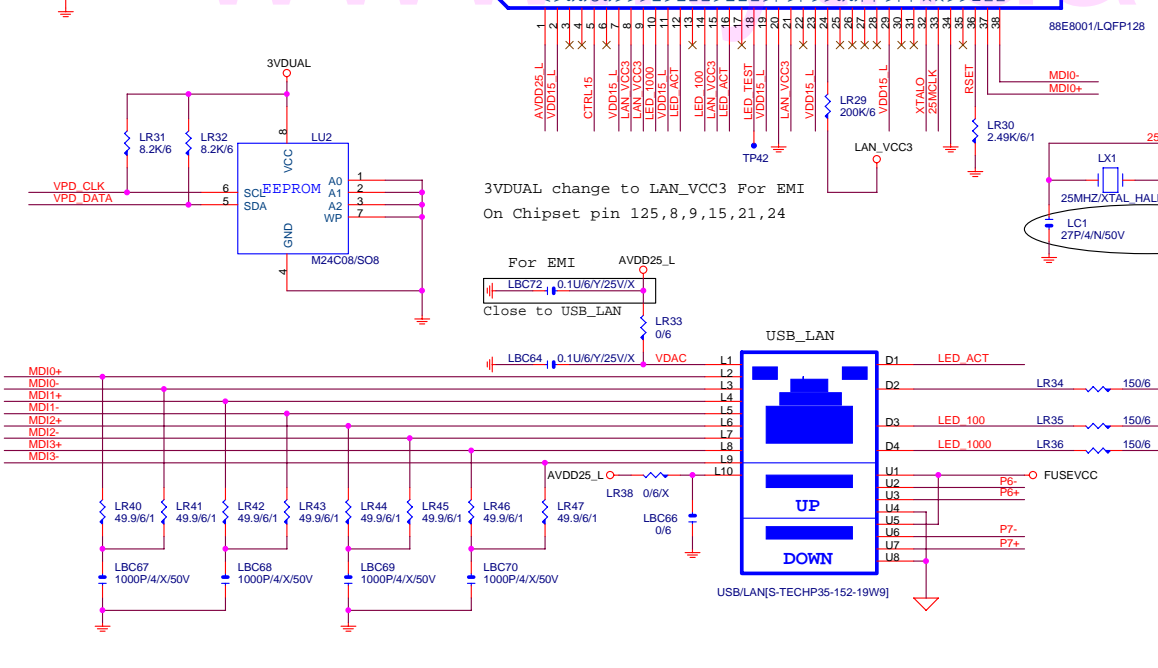 88E8001/LQFP128
1 2 3 4 5 6 7 8 9 10 11 12 13 14 15 16 17 18 19 20 21 22 23 24 25 26 27 28 29 30 31 32 33 34 35 36 37 38
AVDD25_L
VDD15_L
CTRL15
VDD15_L
LAN_VCC3
LAN_VCC3
LED_1000
VDD15_L
LED_ACT
LED_100
LAN_VCC3
LED_ACT
LED_TEST
VDD15_L
LAN_VCC3
VDD15_L
VDD15_L
XTALO
25MCLK
RSET
MDI0-
MDI0+
LR29
200K/6
LR30
2.49K/6/1
TP42
LAN_VCC3
25
LX1
25MHZ/XTAL_HAL
LC1
27P/4/N/50V
3VDUAL
LR31
8.2K/6
LR32
8.2K/6
LU2
8
VCC
EEPROM
VPD_CLK
VPD_DATA
6
5
SCL
SDA
A0
A1
A2
WP
1
2
3
7
GND
4
M24C08/SO8
3VDUAL change to LAN_VCC3 For EMI
On Chipset pin 125,8,9,15,21,24
For EMI
AVDD25_L
LBC72
0.1U/6/Y/25V/X
Close to USB_LAN
LR33
0/6
LBC64
0.1U/6/Y/25V/X
VDAC
USB_LAN
MDI0+
MDI0-
MDI1+
MDI1-
MDI2+
MDI2-
MDI3+
MDI3-
L1
L2
L3
L4
L5
L6
L7
L8
L9
L10
D1
D2
D3
D4
U1
U2
U3
U4
U5
U6
U7
U8
LED_ACT
LED_100
LED_1000
LR34
150/6
LR35
150/6
LR36
150/6
FUSEVCC
P6-
P6+
P7-
P7+
AVDD25_L
LR38
0/6/X
LBC66
0/6
UP
DOWN
USB/LAN[S-TECHP35-152-19W9]
LR40
49.9/6/1
LR41
49.9/6/1
LR42
49.9/6/1
LR43
49.9/6/1
LR44
49.9/6/1
LR45
49.9/6/1
LR46
49.9/6/1
LR47
49.9/6/1
LBC67
1000P/4/X/50V
LBC68
1000P/4/X/50V
LBC69
1000P/4/X/50V
LBC70
1000P/4/X/50V